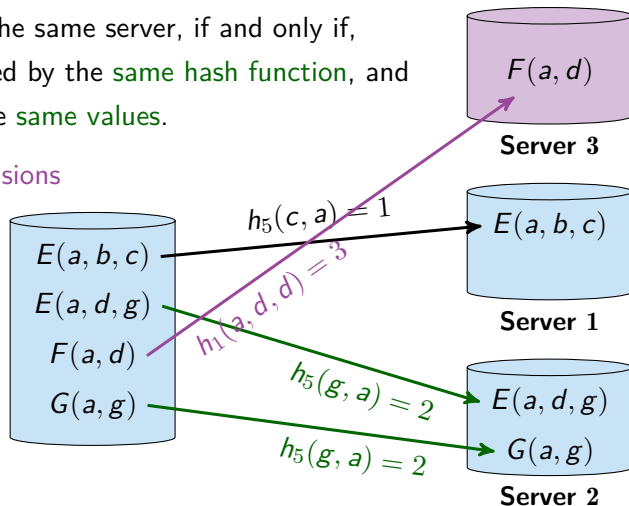 he same server, if and only if,
ed by the same hash function, and
e same values.
sions
F(a, d)
Server 3
h₅(c, a) = 1
E(a, b, c)
Server 1
E(a, b, c)
E(a, d, g)
F(a, d)
G(a, g)
h₁(a, d, d) = 3
h₅(g, a) = 2
h₅(g, a) = 2
E(a, d, g)
G(a, g)
Server 2